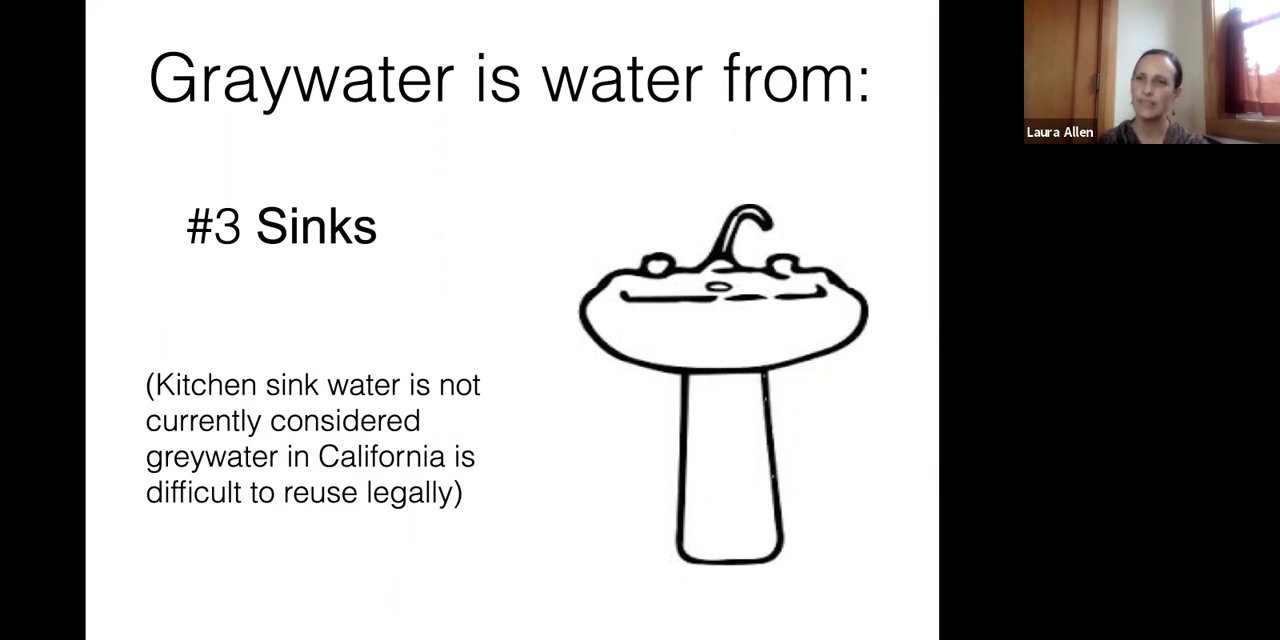 Graywater is water from:
Laura Allen
#3 Sinks
(Kitchen sink water is not
currently considered
greywater in California is
difficult to reuse legally)